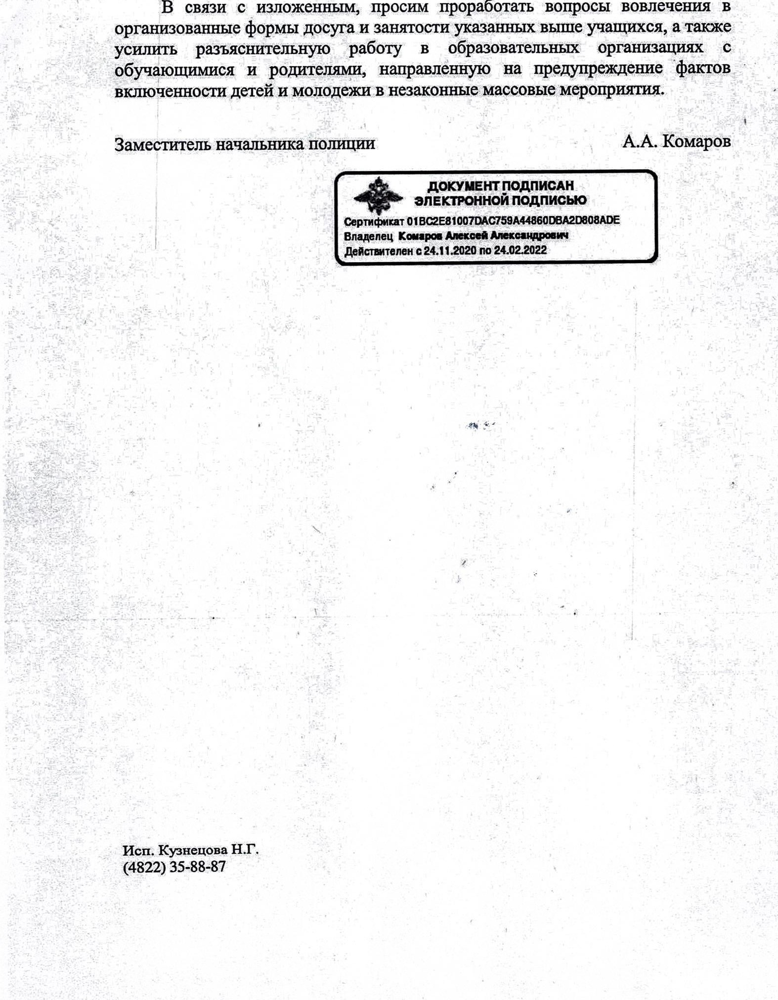 В связи с изложенным, просим проработать вопросы вовлечения в
организованные формы досуга и занятости указанных выше учащихся, а также
усилить разъяснительную работу в образовательных организациях с
обучающимися и родителями, направленную на предупреждение фактов
включенности детей и молодежи в незаконные массовые мероприятия.
Заместитель начальника полиции А.А. Комаров
ДОКУМЕНТ ПОДПИСАН
ЭЛЕКТРОННОЙ ПОДПИСЬЮ
Сертификат 01BC2E81007DAC759A44860DBA2D808ADE
Владелец Комаров Алексей Александрович
Действителен с 24.11.2020 по 24.02.2022
Исп. Кузнецова Н.Г.
(4822) 35-88-87